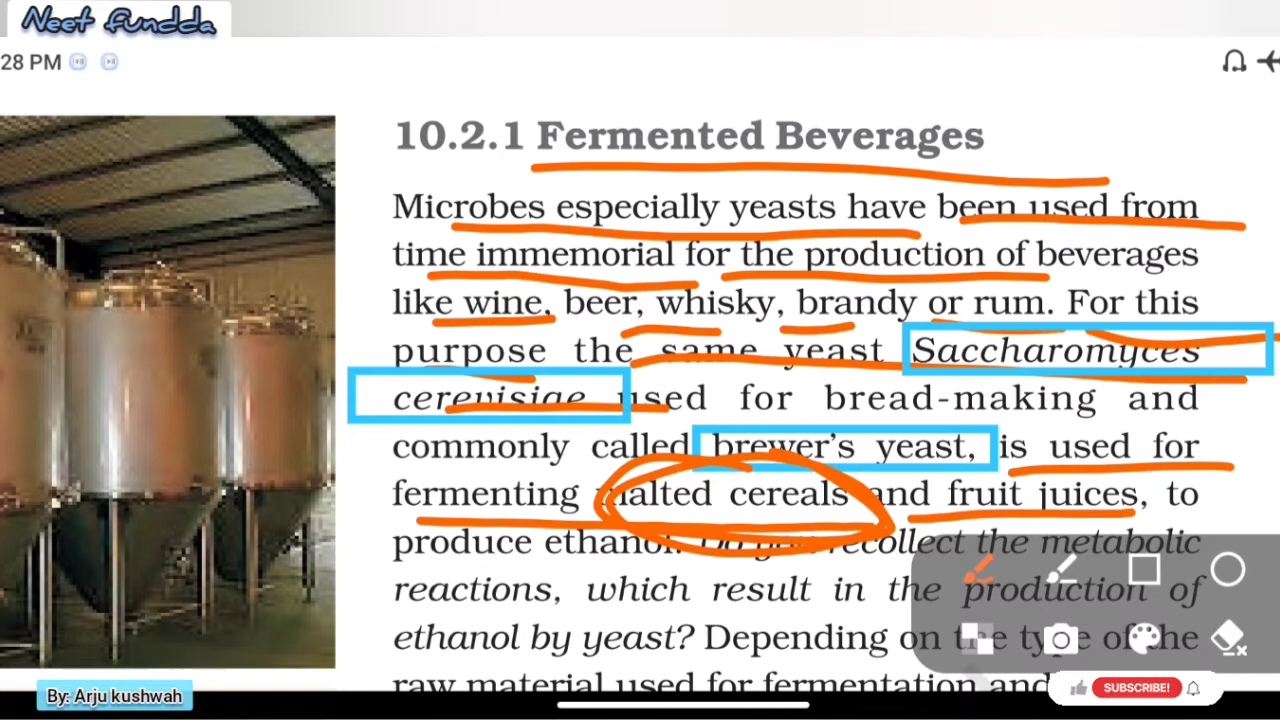 Neet fundda
28 PM
10.2.1 Fermented Beverages
Microbes especially yeasts have been used from
time immemorial for the production of beverages
like wine, beer, whisky, brandy or rum. For this
purpose the same yeast Saccharomyces
cerevisiae used for bread-making and
commonly called brewer's yeast, is used for
fermenting malted cereals and fruit juices, to
produce ethanol. Do you recollect the metabolic
reactions, which result in the production of
ethanol by yeast? Depending on the type of the
raw material used for fermentation and
By: Arju kushwah
SUBSCRIBE!